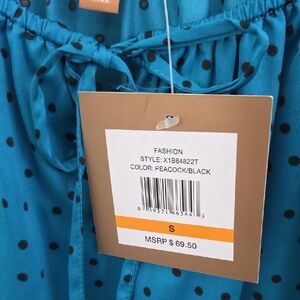 FASHION
STYLE: X1B64822T
COLOR: PEACOCK/BLACK
S
MSRP $ 69.50